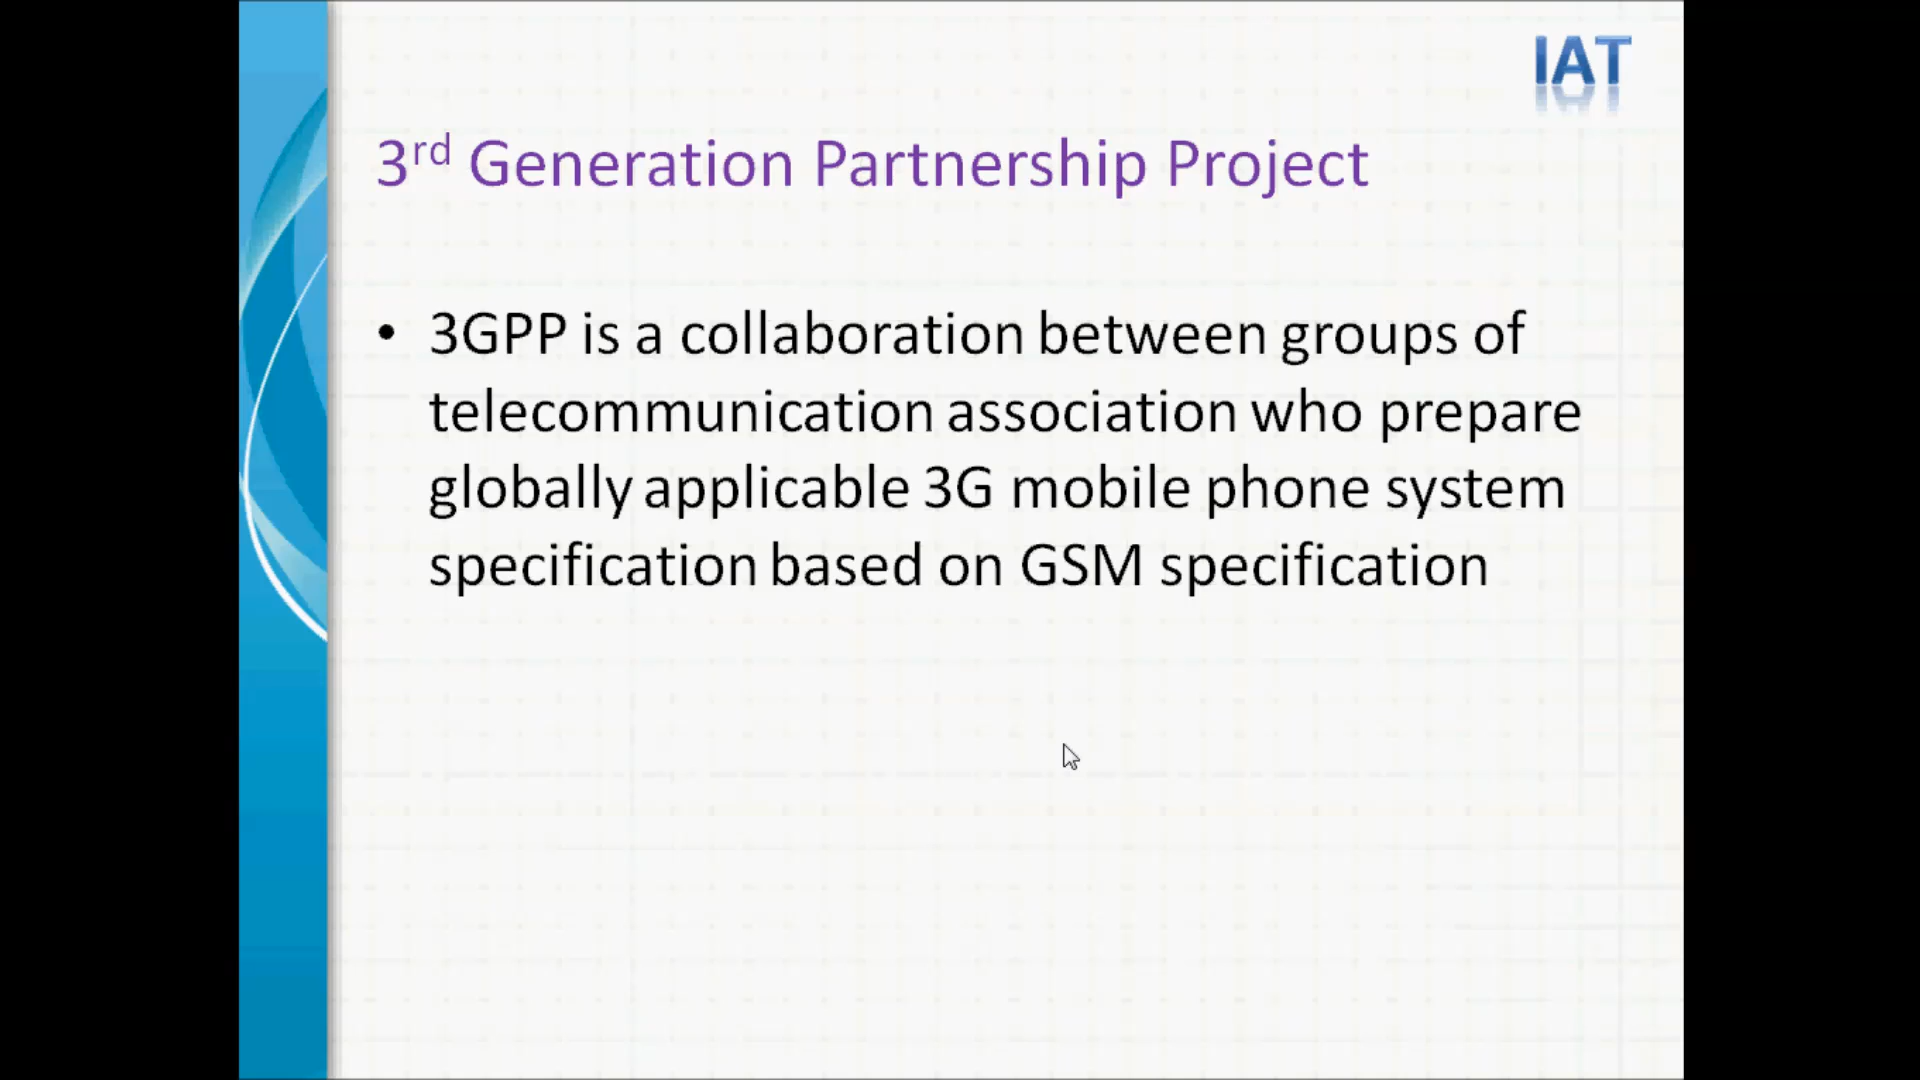 IAT
3rd Generation Partnership Project
• 3GPP is a collaboration between groups of
telecommunication association who prepare
globally applicable 3G mobile phone system
specification based on GSM specification